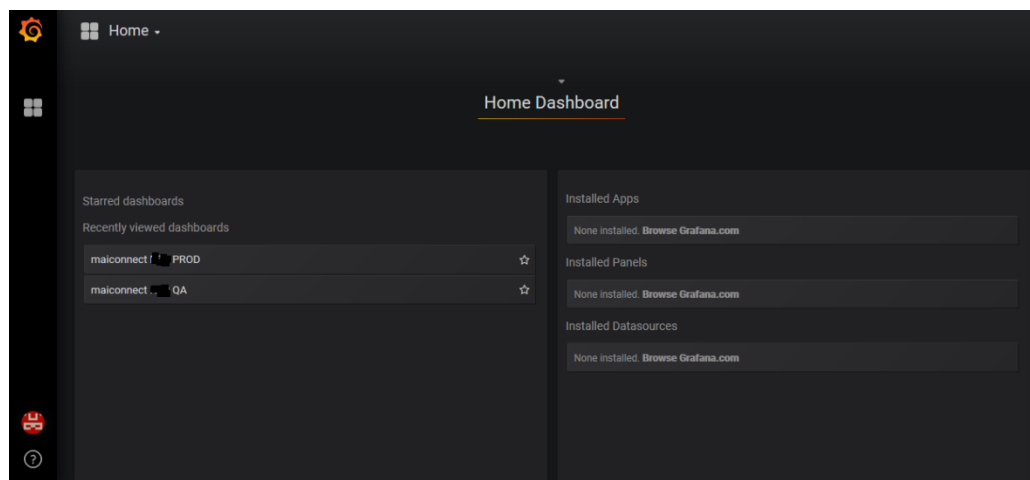 Home
Home Dashboard
Starred dashboards
Recently viewed dashboards
maiconnect PROD
maiconnect QA
Installed Apps
None installed. Browse Grafana.com
Installed Panels
None installed. Browse Grafana.com
Installed Datasources
None installed. Browse Grafana.com
?